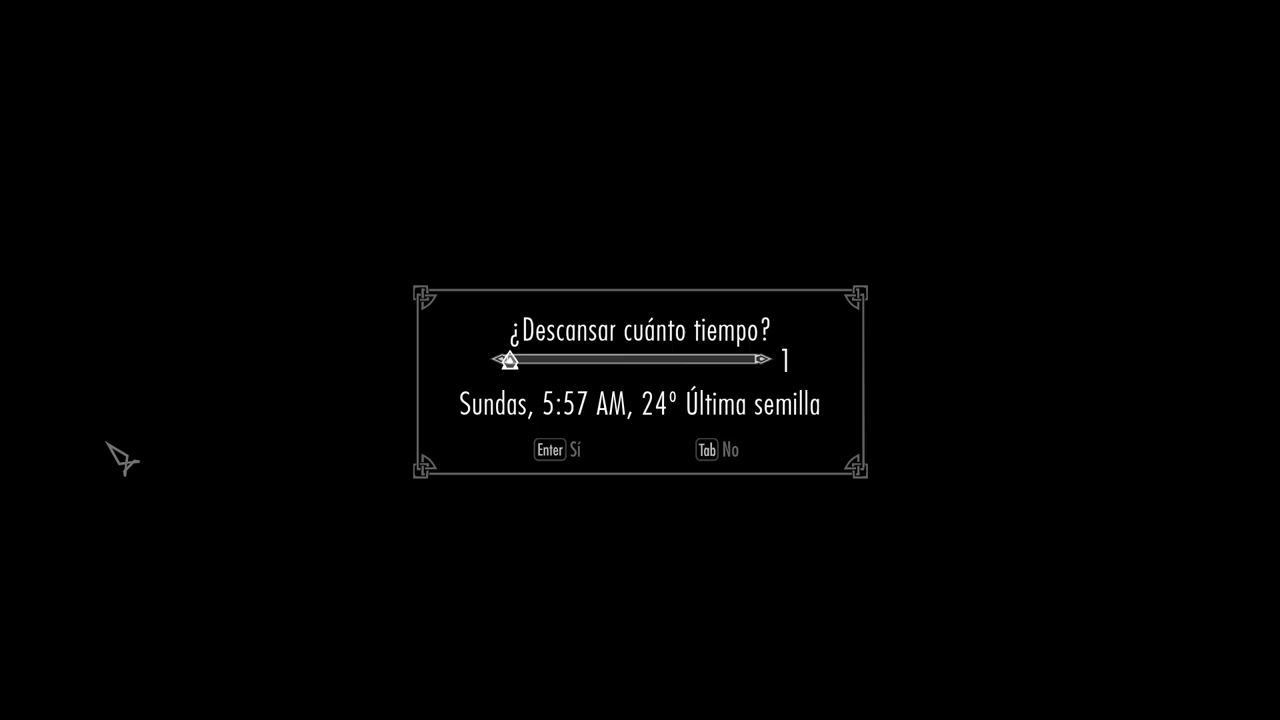 ¿Descansar cuánto tiempo?
1
Sundas, 5:57 AM, 24º Última semilla
Enter Sí
Tab No